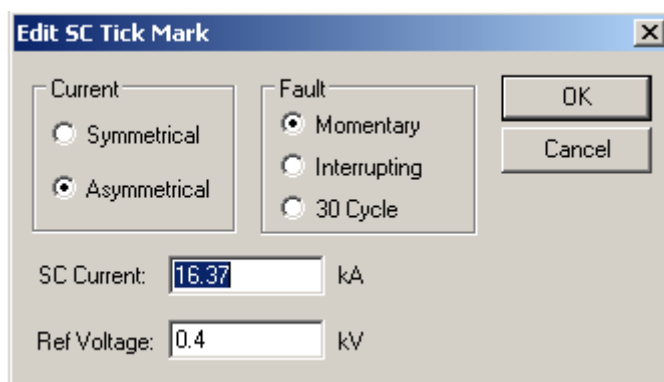 Edit SC Tick Mark
Current
Symmetrical
Asymmetrical
Fault
Momentary
Interrupting
30 Cycle
OK
Cancel
SC Current: 16.37 kA
Ref Voltage: 0.4 kV